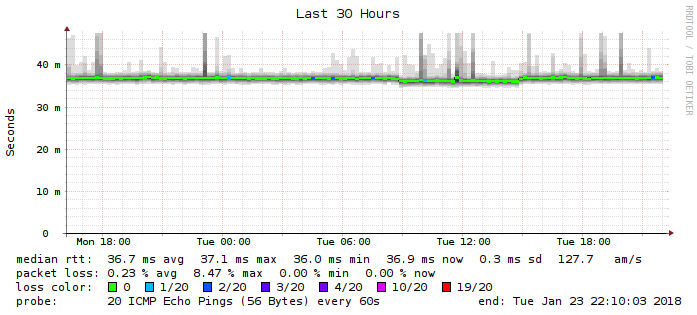 Last 30 Hours
RRDTOOL / TOBI OETIKER
Seconds
40 m
30 m
20 m
10 m
0
Mon 18:00 Tue 00:00 Tue 06:00 Tue 12:00 Tue 18:00
median rtt: 36.7 ms avg 37.1 ms max 36.0 ms min 36.9 ms now 0.3 ms sd 127.7 am/s
packet loss: 0.23 % avg 8.47 % max 0.00 % min 0.00 % now
loss color: 0 1/20 2/20 3/20 4/20 10/20 19/20
probe: 20 ICMP Echo Pings (56 Bytes) every 60s end: Tue Jan 23 22:10:03 2018